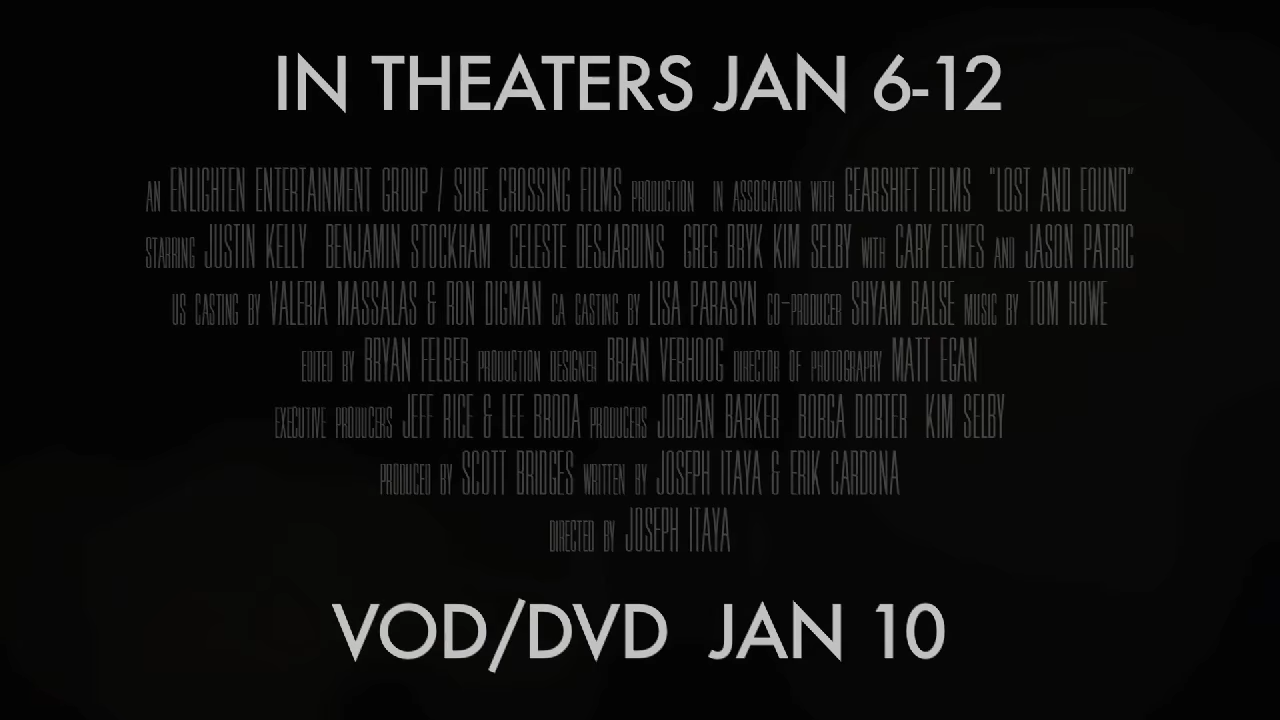 IN THEATERS JAN 6-12
AN ENLIGHTEN ENTERTAINMENT GROUP / SURE CROSSING FILMS PRODUCTION IN ASSOCIATION WITH GEARSHIFT FILMS "LOST AND FOUND"
STARRING JUSTIN KELLY BENJAMIN STOCKHAM CELESTE DESJARDINS GREG BRYK KIM SELBY WITH CARY ELWES AND JASON PATRIC
US CASTING BY VALERIA MASSALAS & RON DIGMAN CA CASTING BY LISA PARASYN CO-PRODUCER SHYAM BALSE MUSIC BY TOM HOWE
EDITED BY BRYAN FELBER PRODUCTION DESIGNER BRIAN VERHOOG DIRECTOR OF PHOTOGRAPHY MATT EGAN
EXECUTIVE PRODUCERS JEFF RICE & LEE BRODA PRODUCERS JORDAN BARKER BORGA DORTER KIM SELBY
PRODUCED BY SCOTT BRIDGES WRITTEN BY JOSEPH ITAYA & ERIK CARDONA
DIRECTED BY JOSEPH ITAYA
VOD/DVD JAN 10